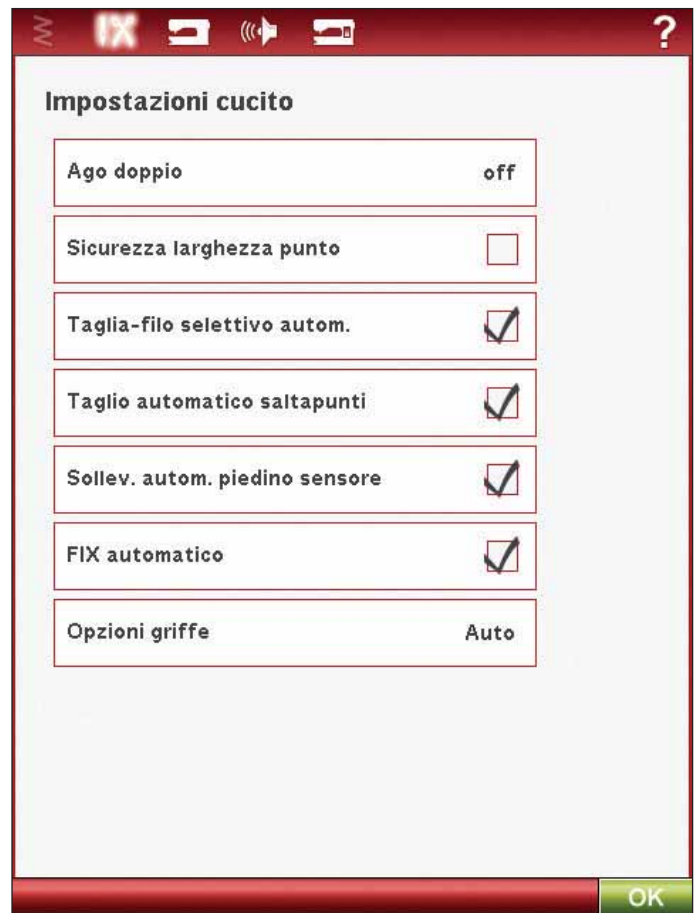 ?
Impostazioni cucito
Ago doppio off
Sicurezza larghezza punto
Taglia-filo selettivo autom.
Taglio automatico saltapunti
Sollev. autom. piedino sensore
FIX automatico
Opzioni griffe Auto
OK